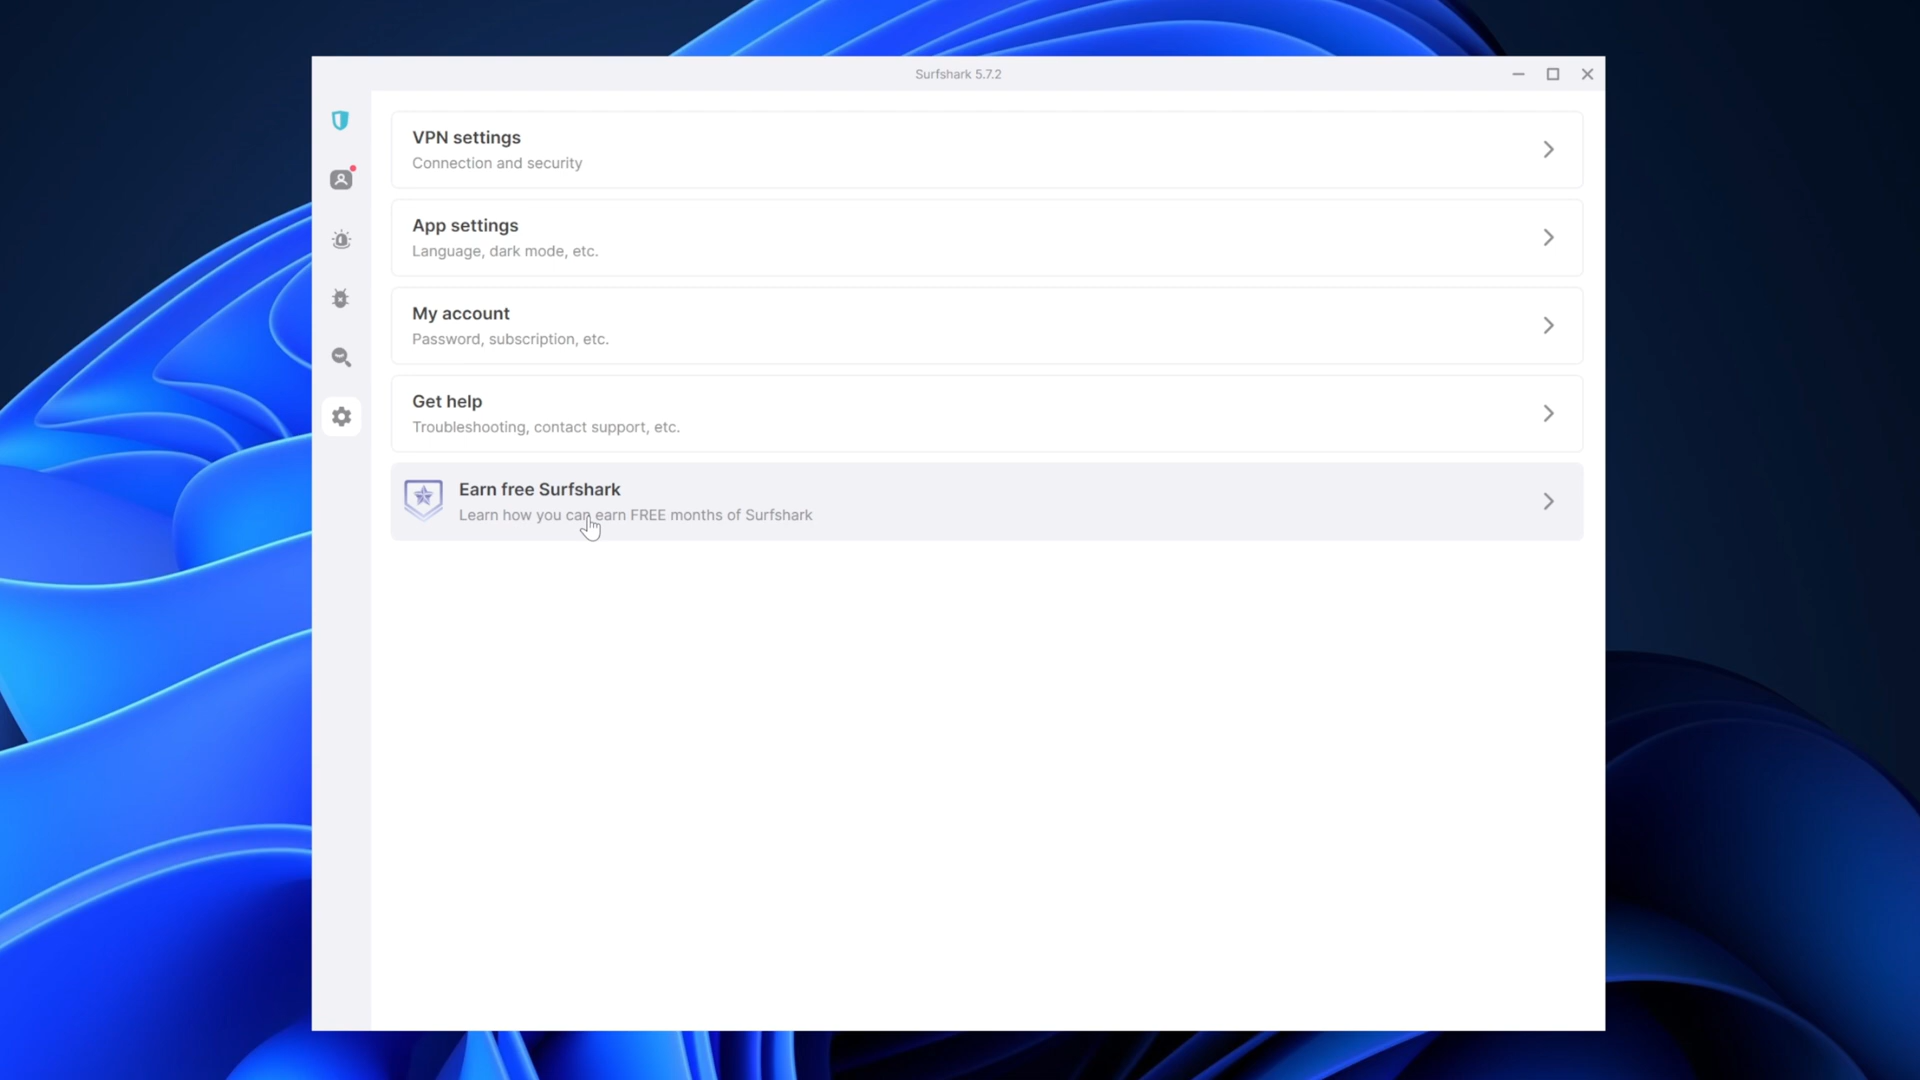 Surfshark 5.7.2
VPN settings
Connection and security
App settings
Language, dark mode, etc.
My account
Password, subscription, etc.
Get help
Troubleshooting, contact support, etc.
Earn free Surfshark
Learn how you can earn FREE months of Surfshark